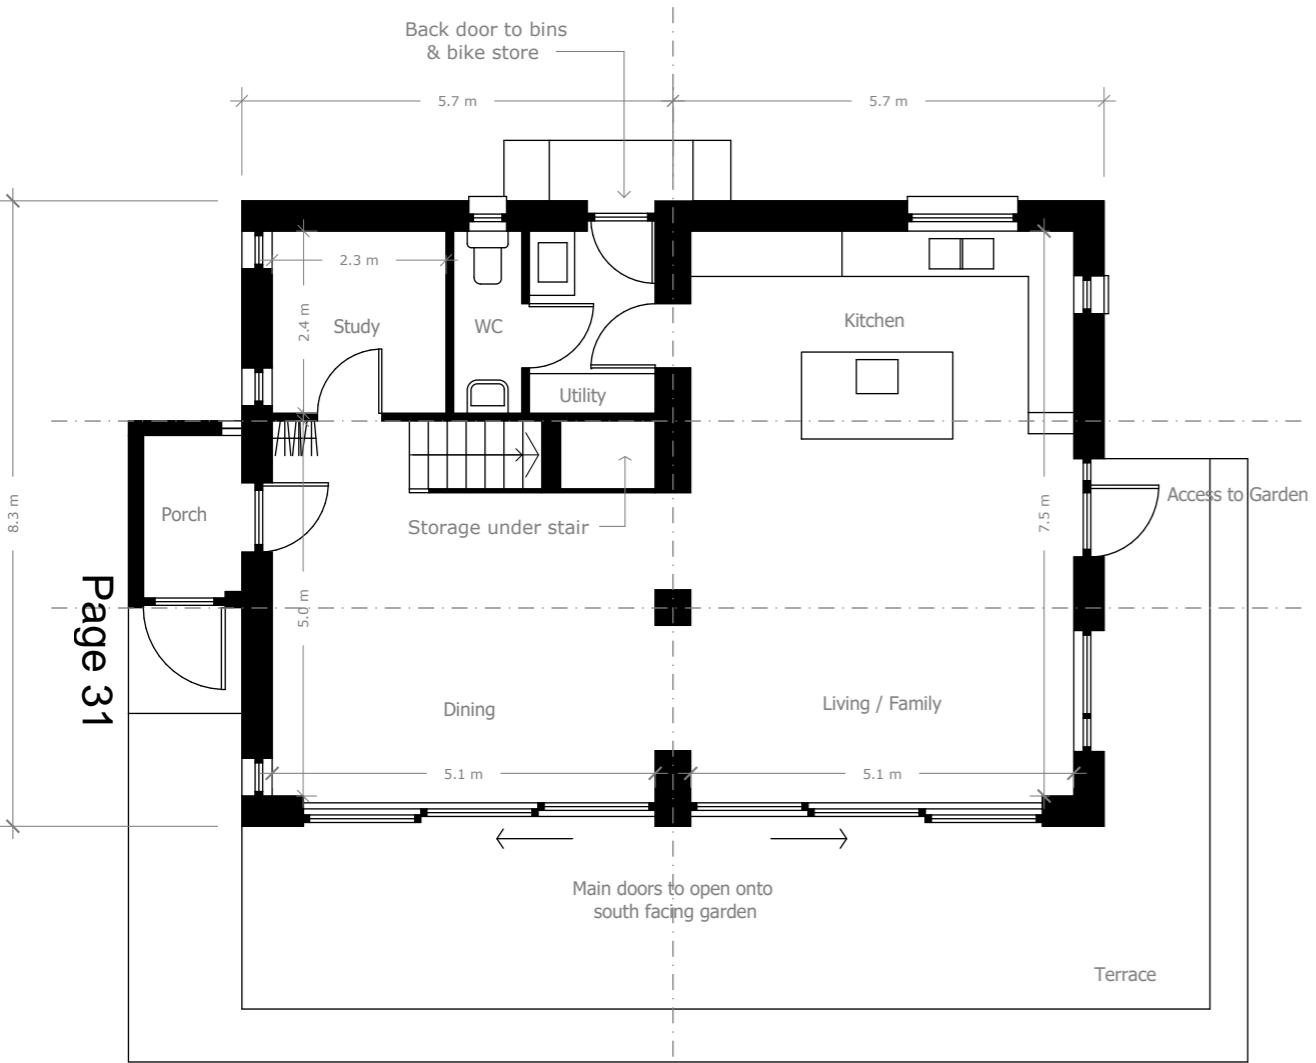 Back door to bins
& bike store
5.7 m
5.7 m
2.3 m
2.4 m
Study
WC
Kitchen
Utility
8.3 m
Porch
Storage under stair
7.5 m
Access to Garden
Page 31
5.0 m
Dining
Living / Family
5.1 m
5.1 m
Main doors to open onto
south facing garden
Terrace